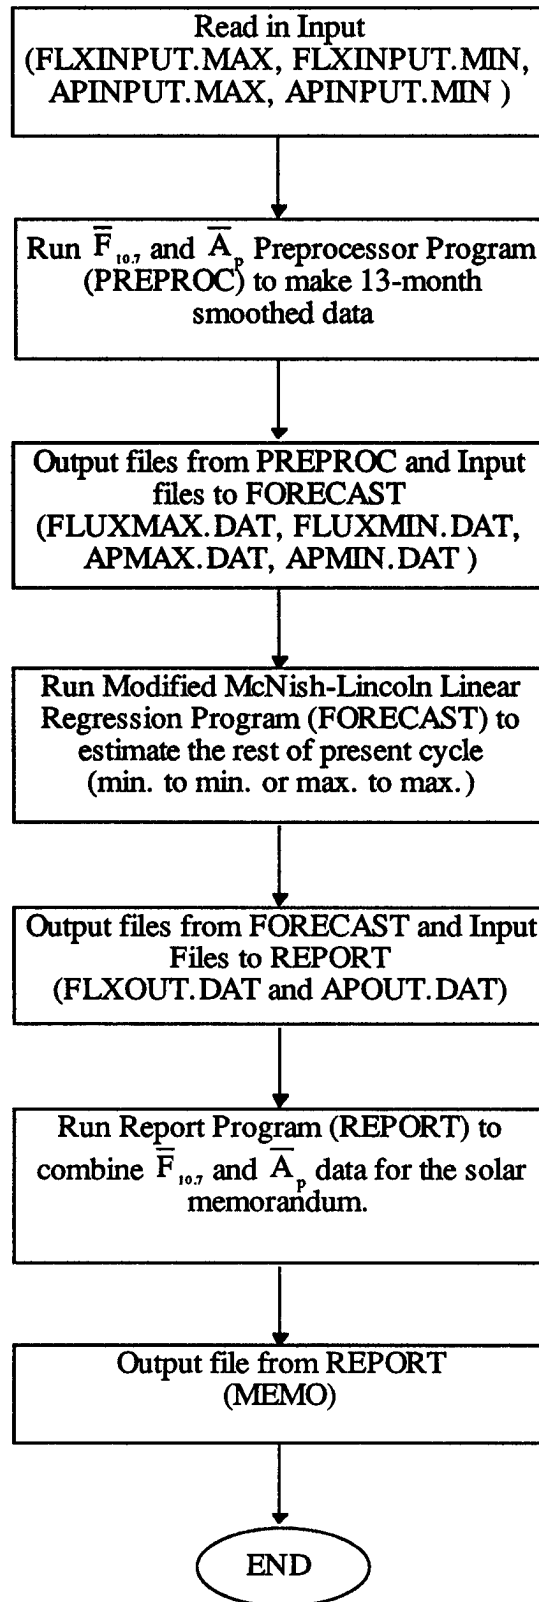 Read in Input
(FLXINPUT.MAX, FLXINPUT.MIN,
APINPUT.MAX, APINPUT.MIN )
Run F̿₁₀.₇ and A̅ₚ Preprocessor Program
(PREPROC) to make 13-month
smoothed data
Output files from PREPROC and Input
files to FORECAST
(FLUXMAX.DAT, FLUXMIN.DAT,
APMAX.DAT, APMIN.DAT )
Run Modified McNish-Lincoln Linear
Regression Program (FORECAST) to
estimate the rest of present cycle
(min. to min. or max. to max.)
Output files from FORECAST and Input
Files to REPORT
(FLXOUT.DAT and APOUT.DAT)
Run Report Program (REPORT) to
combine F̿₁₀.₇ and A̅ₚ data for the solar
memorandum.
Output file from REPORT
(MEMO)
END